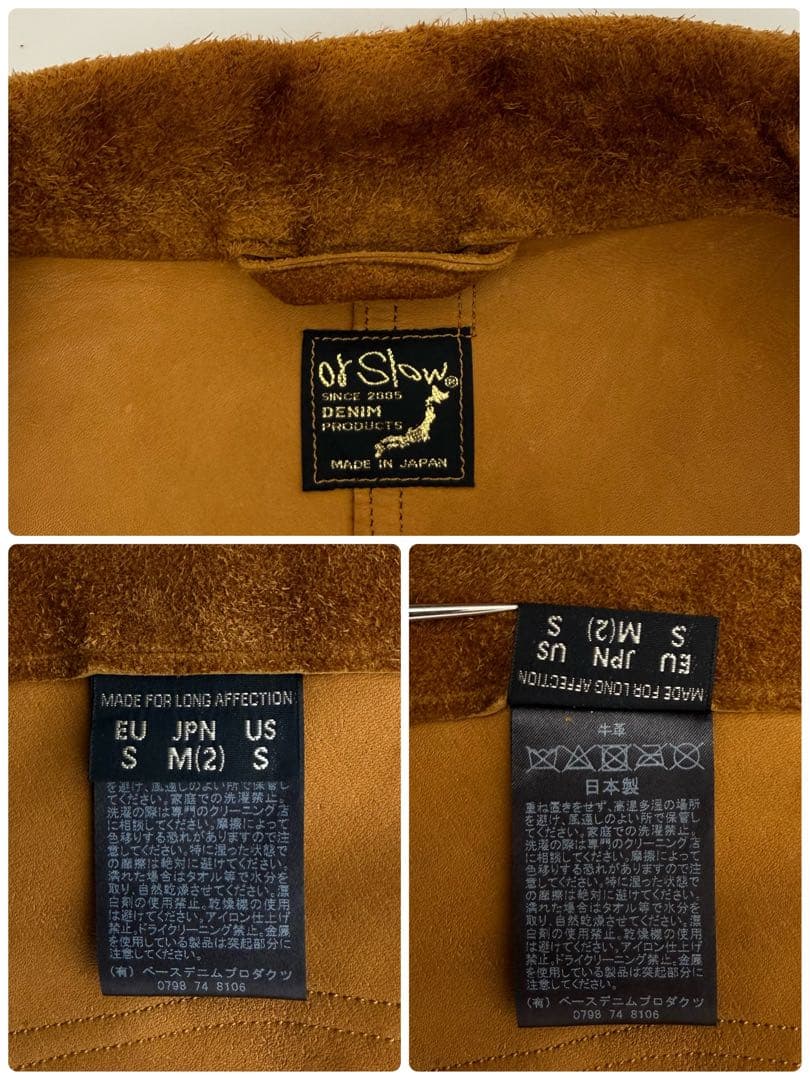 or Slow®
SINCE 2005
DENIM
PRODUCTS
MADE IN JAPAN
MADE FOR LONG AFFECTION
EU JPN US
S M(2) S
を避け、風通しのよい所で保管し
てください。家庭での洗濯禁止。
洗濯の際は専門のクリーニング店
に相談してください。摩擦によって
色移りする恐れがありますので注
意してください。特に湿った状態で
の摩擦は絶対に避けてください。
濡れた場合はタオル等で水分を
取り、自然乾燥させてください。漂
白剤の使用禁止。乾燥機の使用
は避けてください。アイロン仕上げ
禁止。ドライクリーニング禁止。金属
を使用している製品は突起部分に
注意してください。
(有) ベースデニムプロダクツ
0798 74 8106
MADE FOR LONG AFFECTION
EU JPN US
S M(2) S
牛革
日本製
重ね置きをせず、高温多湿の場所
を避け、風通しのよい所で保管し
てください。家庭での洗濯禁止。
洗濯の際は専門のクリーニング店
に相談してください。摩擦によって
色移りする恐れがありますので注
意してください。特に湿った状態で
の摩擦は絶対に避けてください。
濡れた場合はタオル等で水分を
取り、自然乾燥させてください。漂
白剤の使用禁止。乾燥機の使用
は避けてください。アイロン仕上げ
禁止。ドライクリーニング禁止。金属
を使用している製品は突起部分に
注意してください。
(有) ベースデニムプロダクツ
0798 74 8106